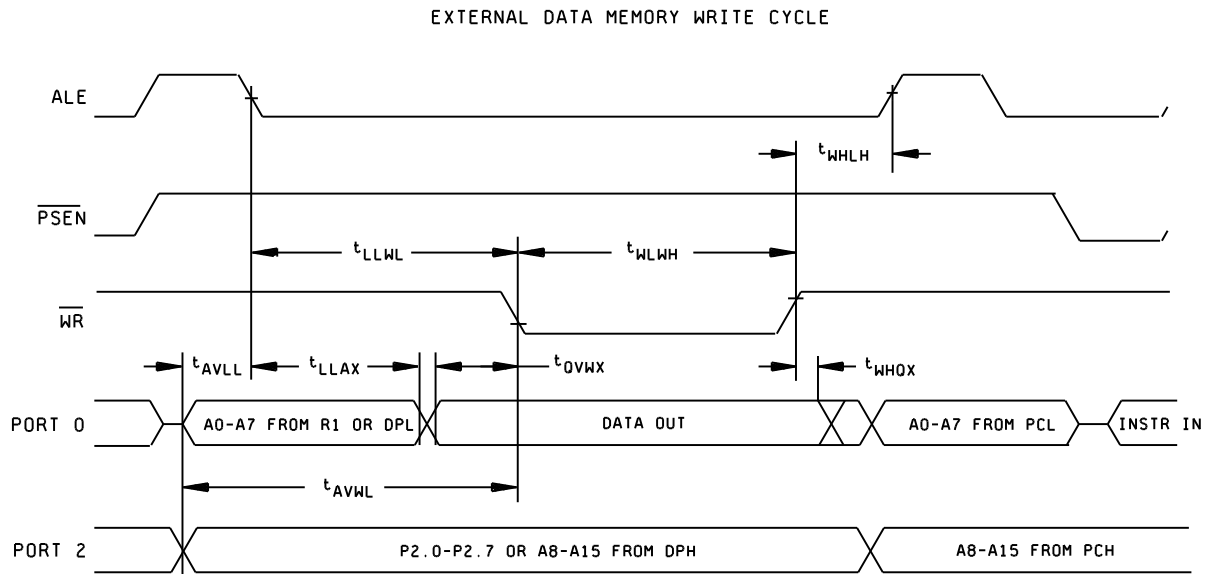 EXTERNAL DATA MEMORY WRITE CYCLE
ALE
tWHLH
PSEN
tLLWL
tWLWH
WR
tAVLL
tLLAX
tQVWX
tWHQX
PORT 0
A0-A7 FROM R1 OR DPL
DATA OUT
A0-A7 FROM PCL
INSTR IN
tAVWL
PORT 2
P2.0-P2.7 OR A8-A15 FROM DPH
A8-A15 FROM PCH